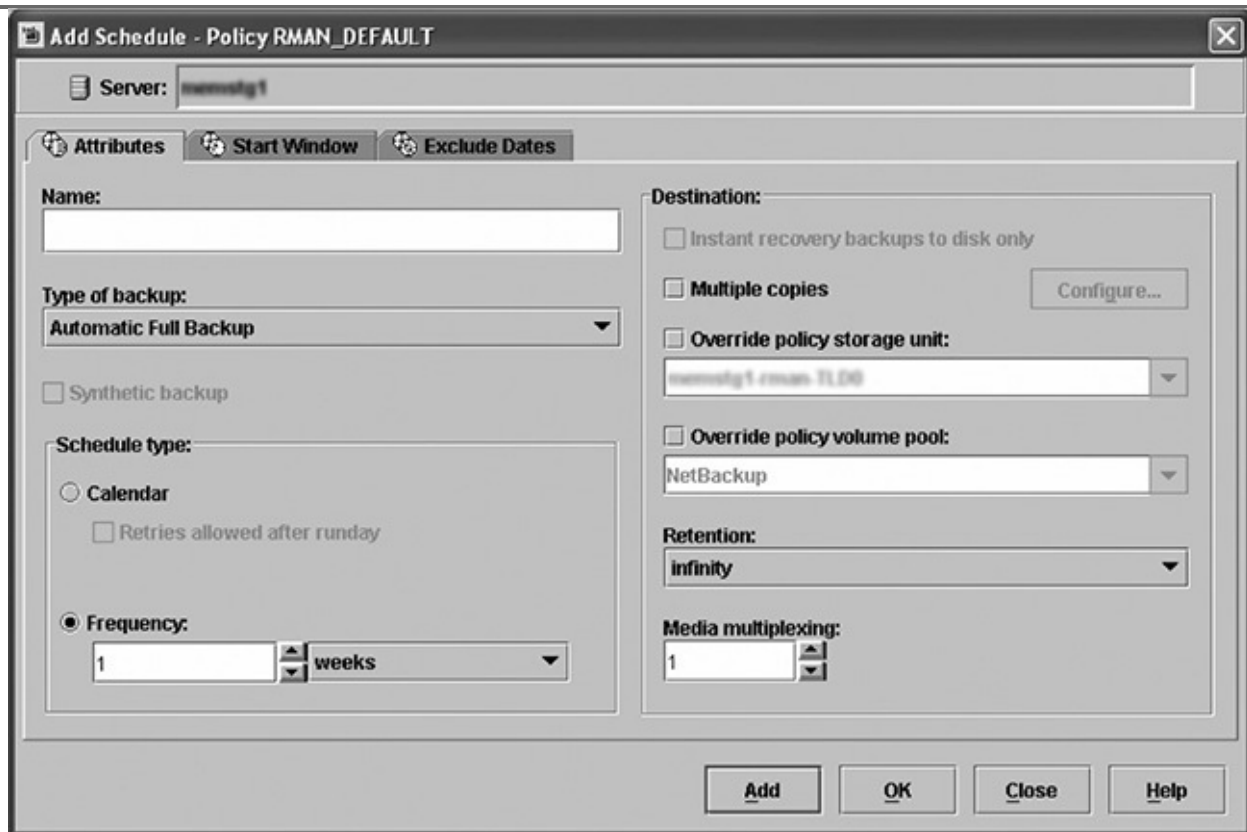 Add Schedule - Policy RMAN_DEFAULT
Server:
Attributes
Start Window
Exclude Dates
Name:
Type of backup:
Automatic Full Backup
Synthetic backup
Schedule type:
Calendar
Retries allowed after runday
Frequency:
1
weeks
Destination:
Instant recovery backups to disk only
Multiple copies
Configure...
Override policy storage unit:
Override policy volume pool:
NetBackup
Retention:
infinity
Media multiplexing:
1
Add
OK
Close
Help